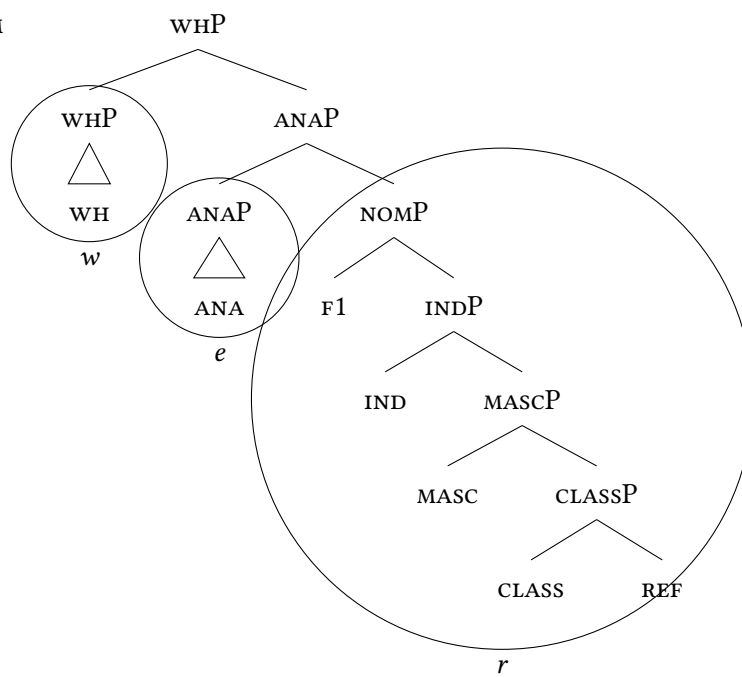 WHP
WHP ANAP
WH ANAP NOMP
w
ANA F1 INDP
e
IND MASCP
MASC CLASSP
CLASS REF
r